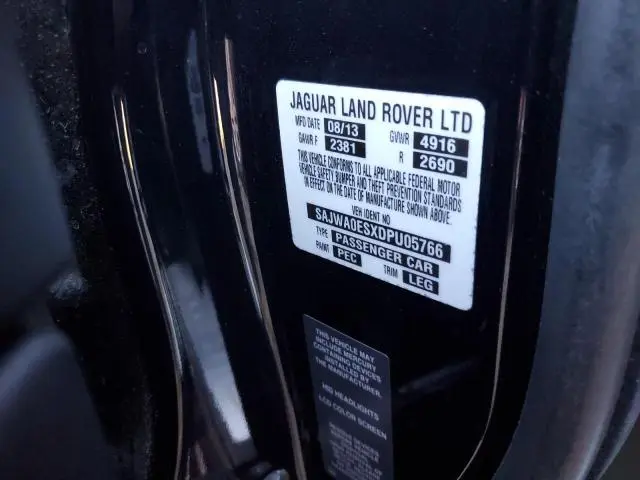 JAGUAR LAND ROVER LTD
MFD DATE 08/13 GVWR 4916
GAWR F 2381 R 2690
THIS VEHICLE CONFORMS TO ALL APPLICABLE FEDERAL MOTOR
VEHICLE SAFETY BUMPER AND THEFT PREVENTION STANDARDS
IN EFFECT ON THE DATE OF MANUFACTURE SHOWN ABOVE.
VEH IDENT NO
SAJWA0ESXDPU05766
TYPE PASSENGER CAR
PAINT PEC TRIM LEG
THIS VEHICLE MAY
INCLUDE MERCURY
CONTAINING DEVICES
INSTALLED BY
THE MANUFACTURER.
HID HEADLIGHTS
LCD COLOR SCREEN
REMOVE DEVICES